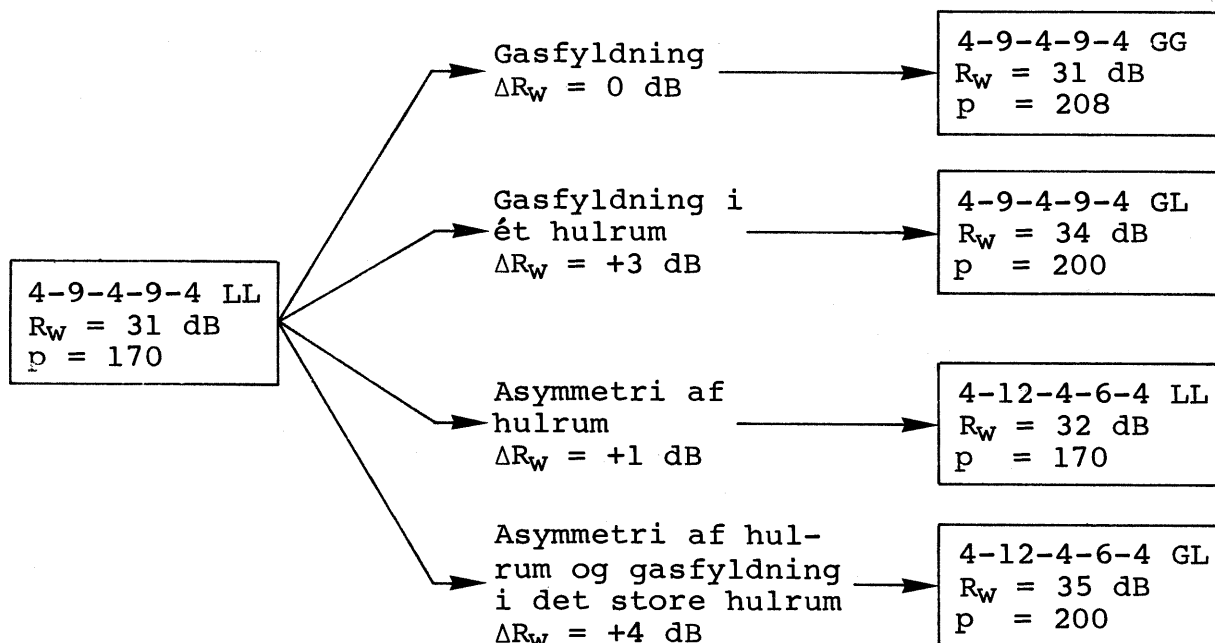 Gasfyldning
ΔRw = 0 dB
4-9-4-9-4 GG
Rw = 31 dB
p = 208
Gasfyldning i
ét hulrum
ΔRw = +3 dB
4-9-4-9-4 GL
Rw = 34 dB
p = 200
4-9-4-9-4 LL
Rw = 31 dB
p = 170
Asymmetri af
hulrum
ΔRw = +1 dB
4-12-4-6-4 LL
Rw = 32 dB
p = 170
Asymmetri af hul-
rum og gasfyldning
i det store hulrum
ΔRw = +4 dB
4-12-4-6-4 GL
Rw = 35 dB
p = 200